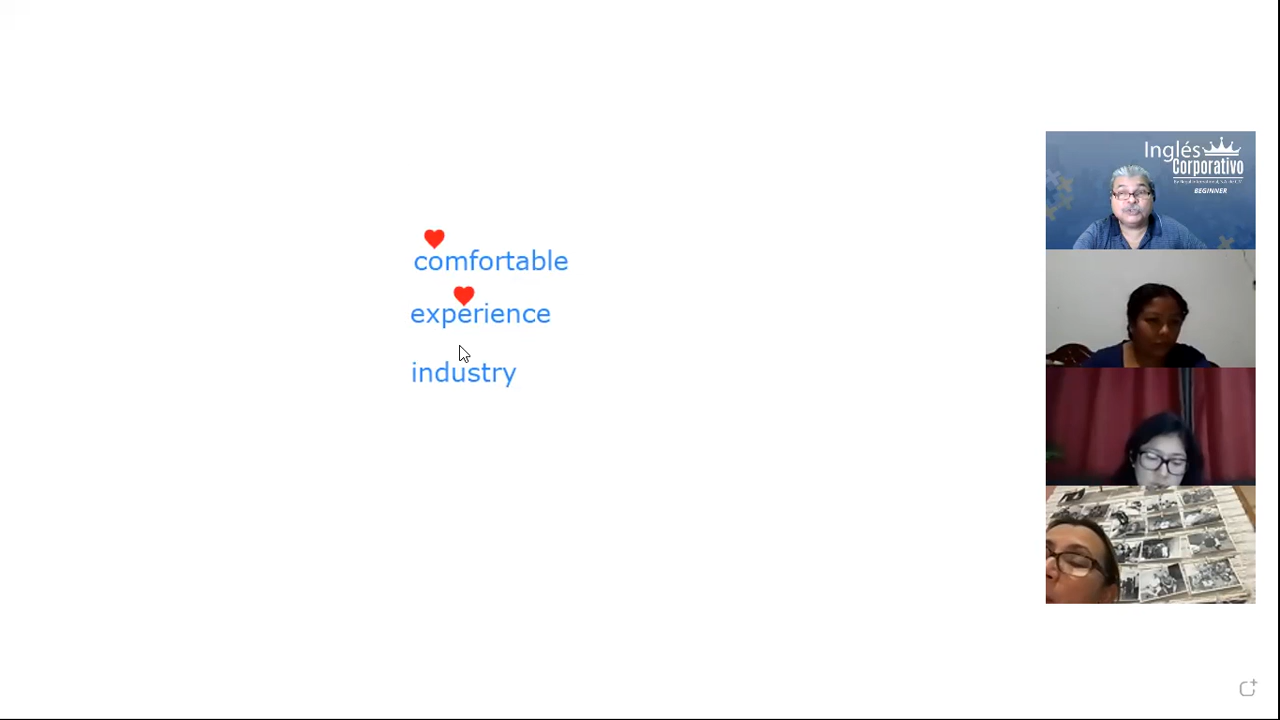 comfortable
experience
industry
Inglés
Corporativo
BEGINNER